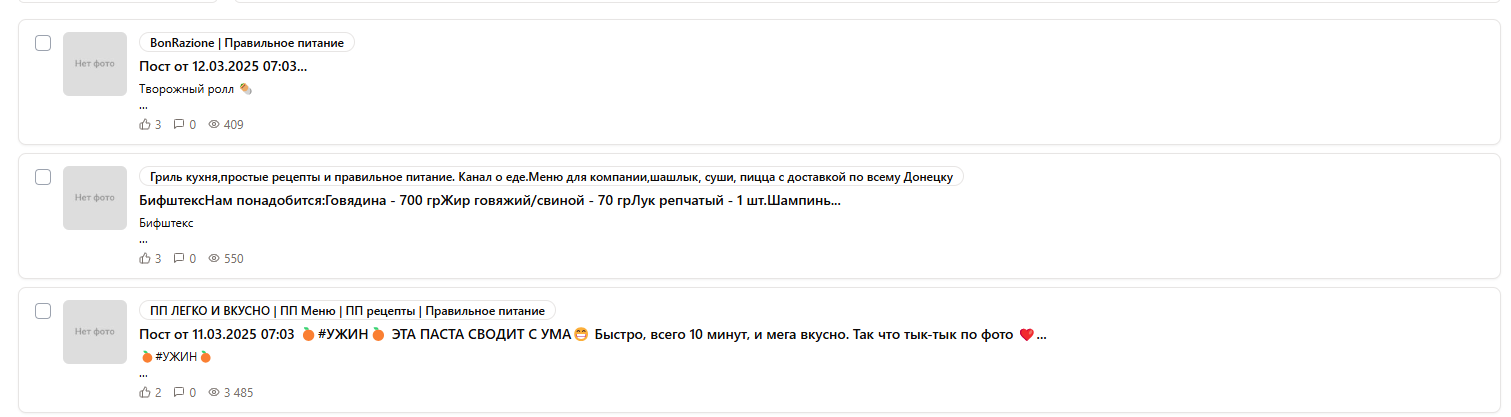 BonRazione | Правильное питание
Нет фото
Пост от 12.03.2025 07:03...
Творожный ролл 🌯
...
3 0 409
Гриль кухня,простые рецепты и правильное питание. Канал о еде.Меню для компании,шашлык, суши, пицца с доставкой по всему Донецку
Нет фото
БифштексНам понадобится:Говядина - 700 грЖир говяжий/свиной - 70 грЛук репчатый - 1 шт.Шампинь...
Бифштекс
...
3 0 550
ПП ЛЕГКО И ВКУСНО | ПП Меню | ПП рецепты | Правильное питание
Нет фото
Пост от 11.03.2025 07:03 🍊#УЖИН🍊 ЭТА ПАСТА СВОДИТ С УМА😁 Быстро, всего 10 минут, и мега вкусно. Так что тык-тык по фото ❤️...
🍊#УЖИН🍊
...
2 0 3 485